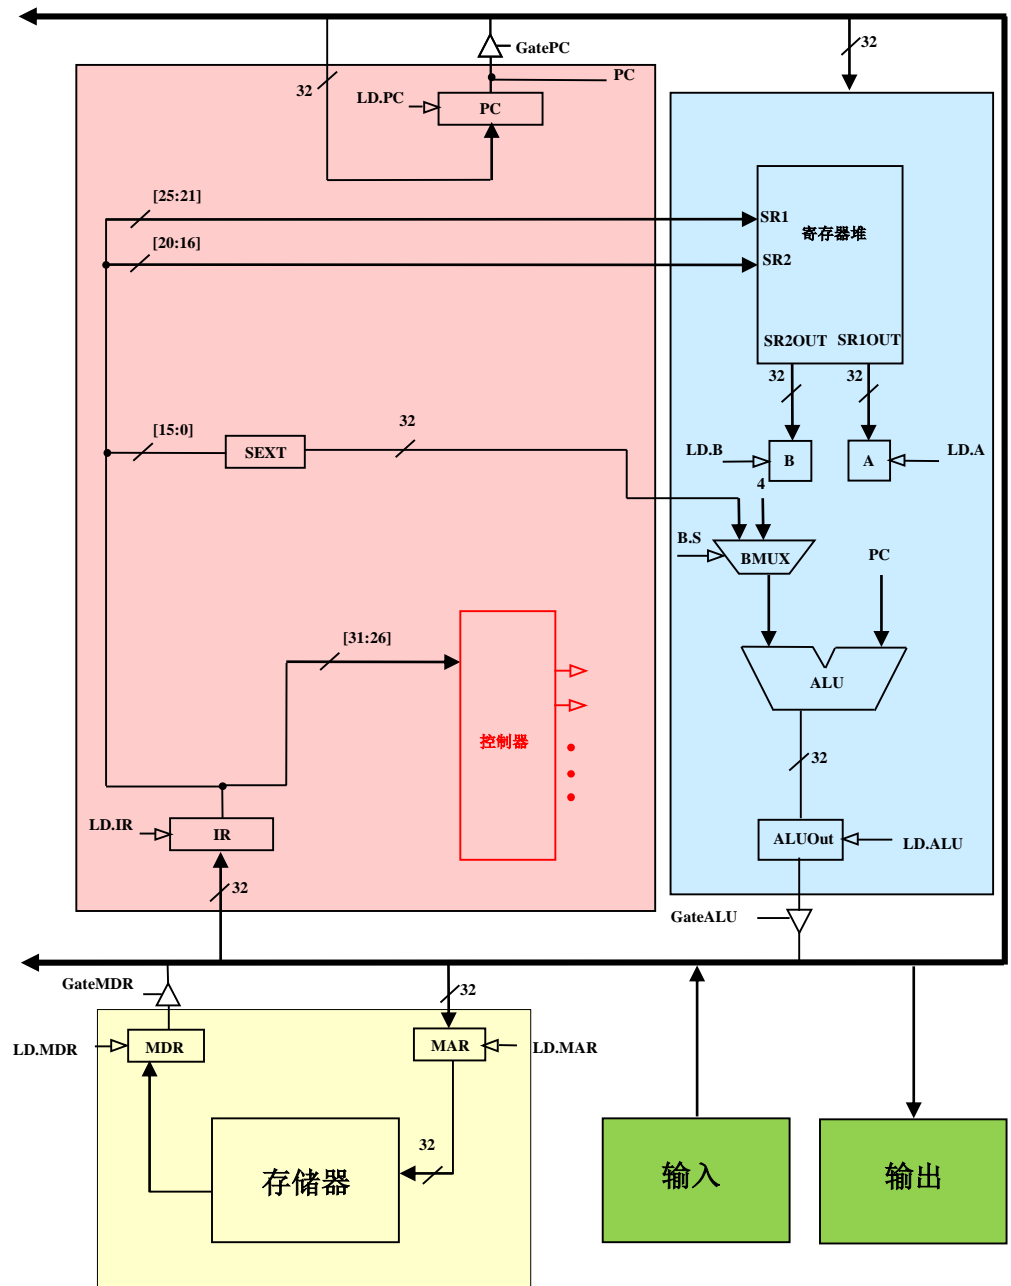 32
GatePC
PC
32
LD.PC
PC
[25:21]
SR1
寄存器堆
[20:16]
SR2
SR2OUT SR1OUT
32
32
[15:0]
SEXT
32
LD.B
B
A
LD.A
4
B.S
BMUX
PC
[31:26]
ALU
控制器
32
LD.IR
IR
ALUOut
LD.ALU
32
GateALU
GateMDR
32
LD.MDR
MDR
MAR
LD.MAR
32
存储器
输入
输出